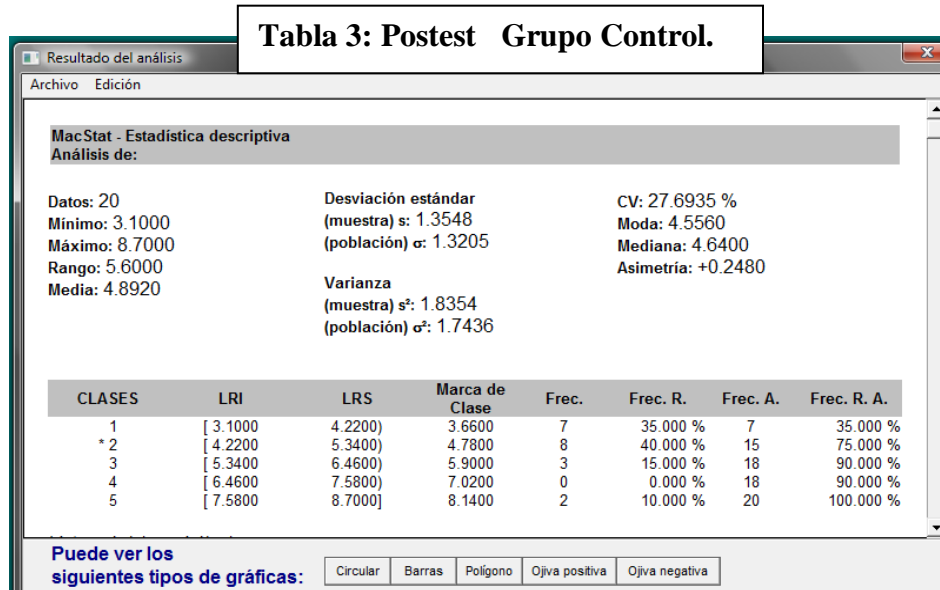 Tabla 3: Postest Grupo Control.
Resultado del análisis
Archivo Edición
MacStat - Estadística descriptiva
Análisis de:
Datos: 20
Mínimo: 3.1000
Máximo: 8.7000
Rango: 5.6000
Media: 4.8920
Desviación estándar
(muestra) s: 1.3548
(población) σ: 1.3205
Varianza
(muestra) s²: 1.8354
(población) σ²: 1.7436
CV: 27.6935 %
Moda: 4.5560
Mediana: 4.6400
Asimetría: +0.2480
CLASES LRI LRS Marca de Clase Frec. Frec. R. Frec. A. Frec. R. A.
1 [ 3.1000 4.2200) 3.6600 7 35.000 % 7 35.000 %
* 2 [ 4.2200 5.3400) 4.7800 8 40.000 % 15 75.000 %
3 [ 5.3400 6.4600) 5.9000 3 15.000 % 18 90.000 %
4 [ 6.4600 7.5800) 7.0200 0 0.000 % 18 90.000 %
5 [ 7.5800 8.7000] 8.1400 2 10.000 % 20 100.000 %
Puede ver los
siguientes tipos de gráficas: Circular Barras Polígono Ojiva positiva Ojiva negativa